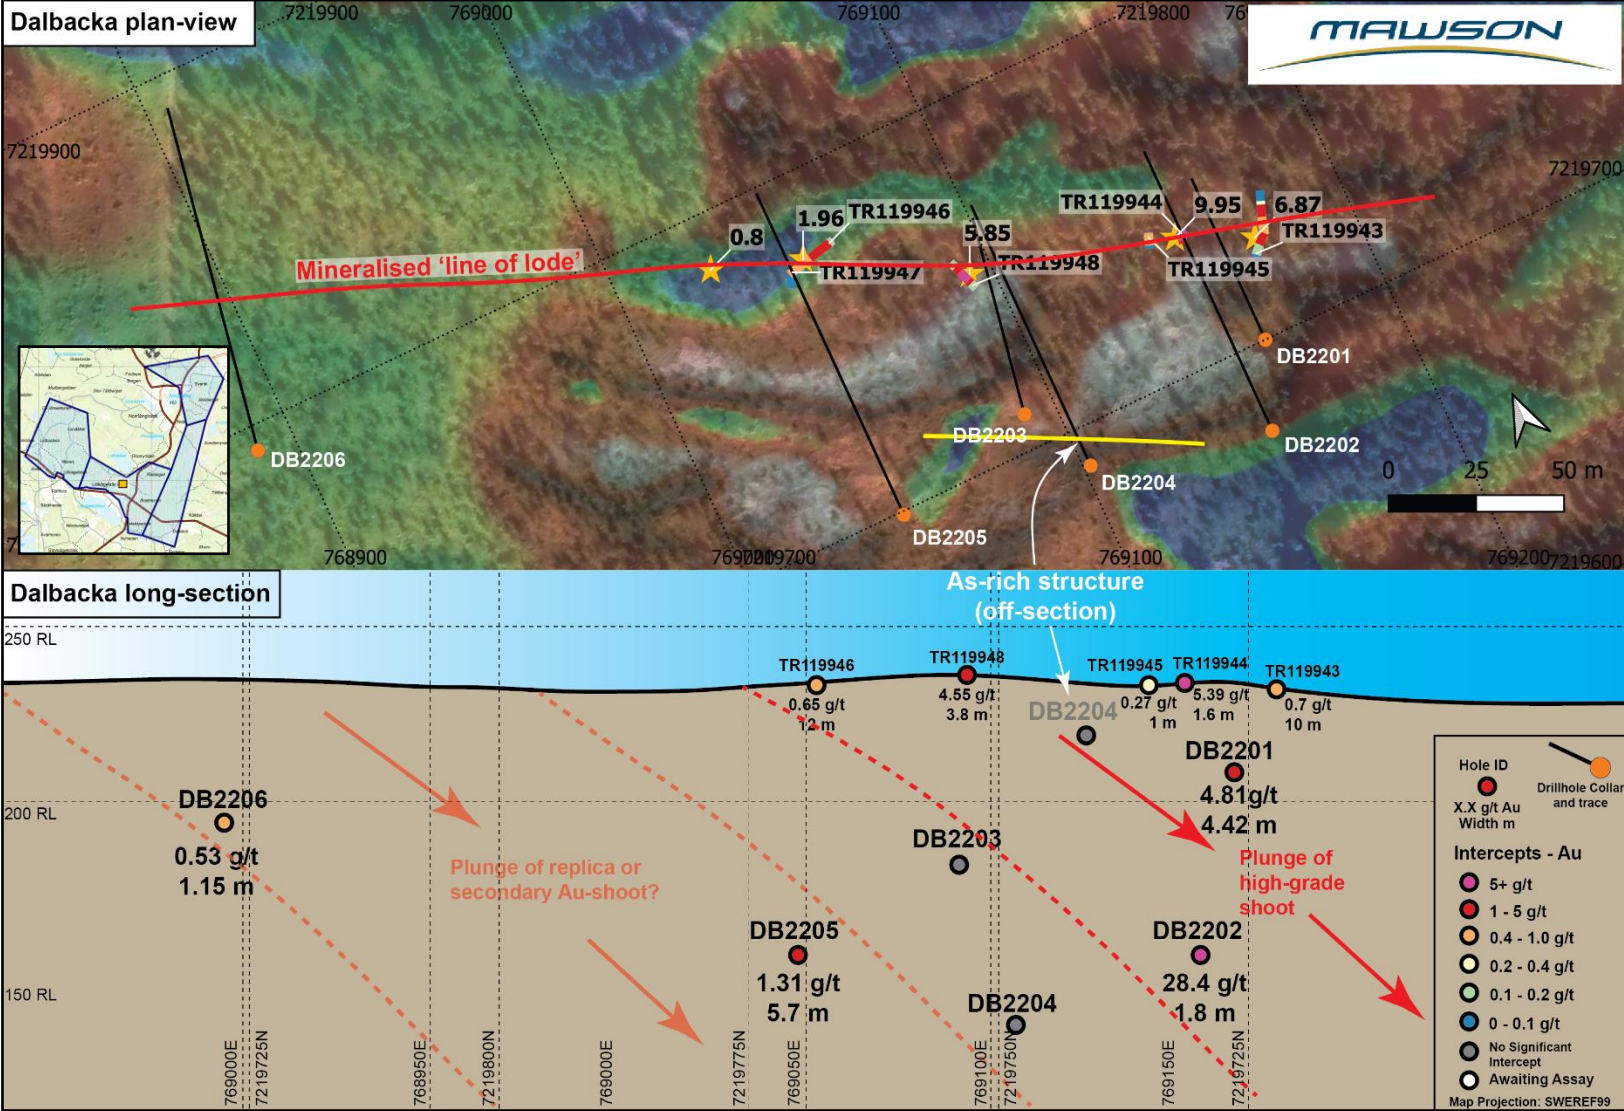 Dalbacka plan-view
7219900
769000
769100
7219800
MAWSON
7219900
7219700
TR119944
9.95
6.87
1.96
TR119946
0.8
5.85
TR119943
Mineralised 'line of lode'
TR119947
TR119948
TR119945
DB2201
DB2203
DB2202
DB2206
DB2204
DB2205
0 25 50 m
768900
7219700
769100
769200
7219600
Dalbacka long-section
As-rich structure
(off-section)
250 RL
TR119946
0.65 g/t
12 m
TR119948
4.55 g/t
3.8 m
TR119945
0.27 g/t
1 m
TR119944
5.39 g/t
1.6 m
TR119943
0.7 g/t
10 m
DB2204
DB2201
4.81g/t
4.42 m
200 RL
DB2206
0.53 g/t
1.15 m
DB2203
Plunge of replica or
secondary Au-shoot?
Plunge of
high-grade
shoot
DB2205
1.31 g/t
5.7 m
DB2202
28.4 g/t
1.8 m
DB2204
150 RL
769000E
7219725N
768950E
7219800N
769000E
7219775N
769050E
769100E
7219750N
769150E
7219725N
Hole ID
X.X g/t Au
Width m
Drillhole Collar
and trace
Intercepts - Au
5+ g/t
1 - 5 g/t
0.4 - 1.0 g/t
0.2 - 0.4 g/t
0.1 - 0.2 g/t
0 - 0.1 g/t
No Significant
Intercept
Awaiting Assay
Map Projection: SWEREF99